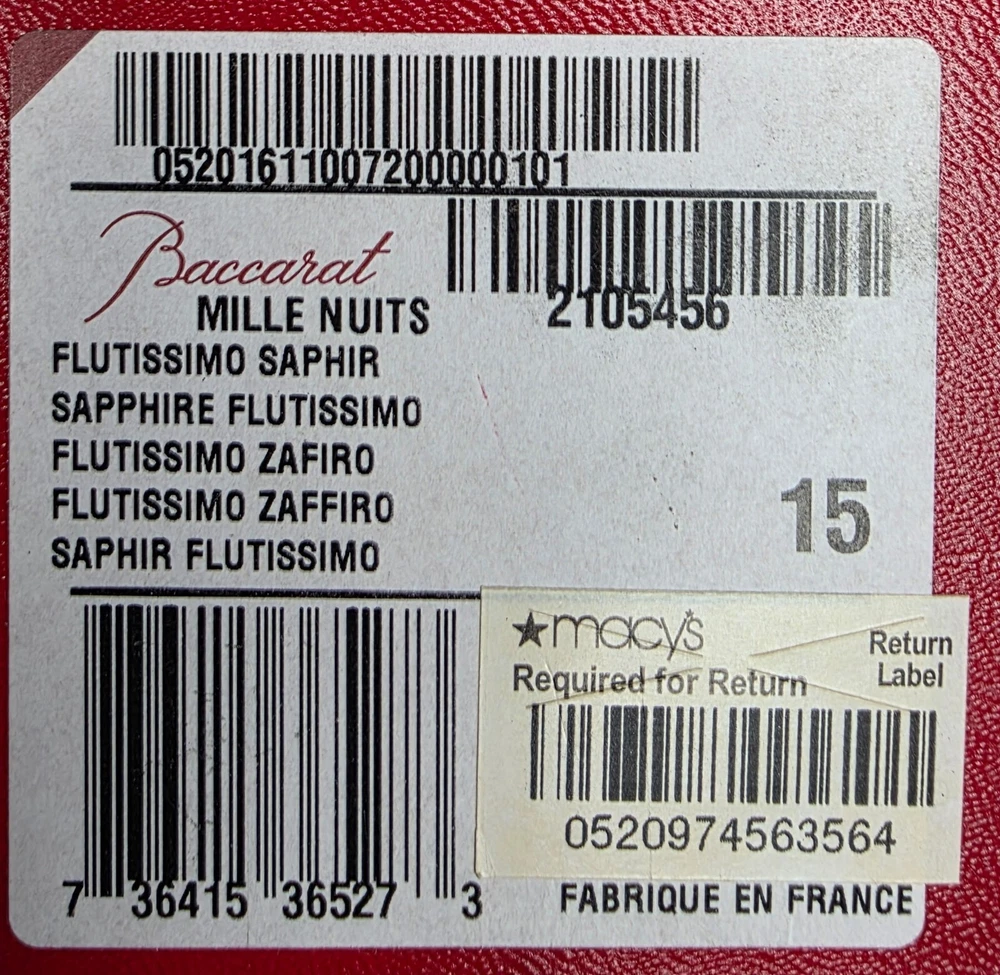 05201611007200000101
Baccarat
MILLE NUITS
2105456
FLUTISSIMO SAPHIR
SAPPHIRE FLUTISSIMO
FLUTISSIMO ZAFIRO
FLUTISSIMO ZAFFIRO
SAPHIR FLUTISSIMO
15
★macy's
Return
Label
Required for Return
0520974563564
7 36415 36527 3
FABRIQUE EN FRANCE